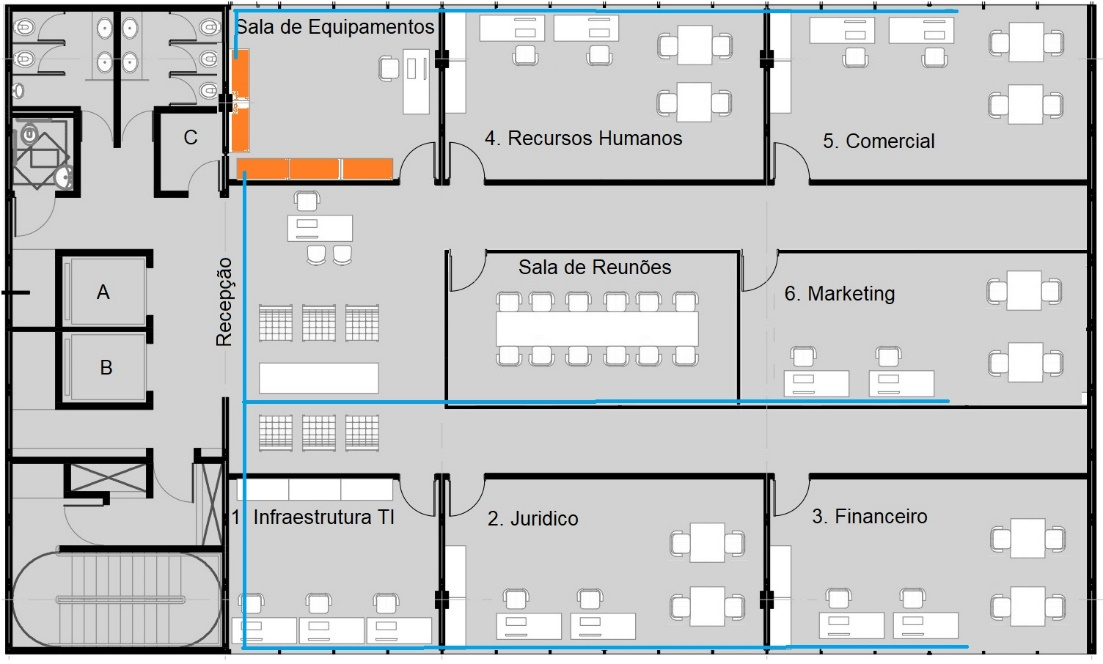 Sala de Equipamentos
4. Recursos Humanos
5. Comercial
C
Recepção
A
B
Sala de Reunões
6. Marketing
1 Infraestrutura TI
2. Juridico
3. Financeiro